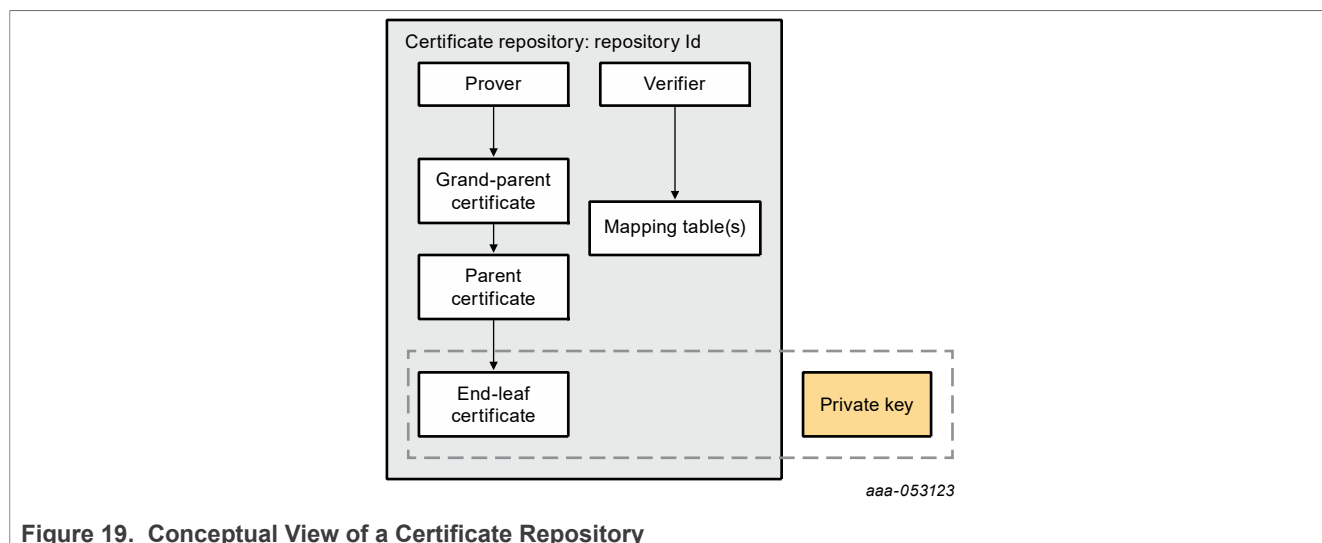 Certificate repository: repository Id
Prover
Verifier
Grand-parent
certificate
Mapping table(s)
Parent
certificate
End-leaf
certificate
Private key
aaa-053123
Figure 19. Conceptual View of a Certificate Repository